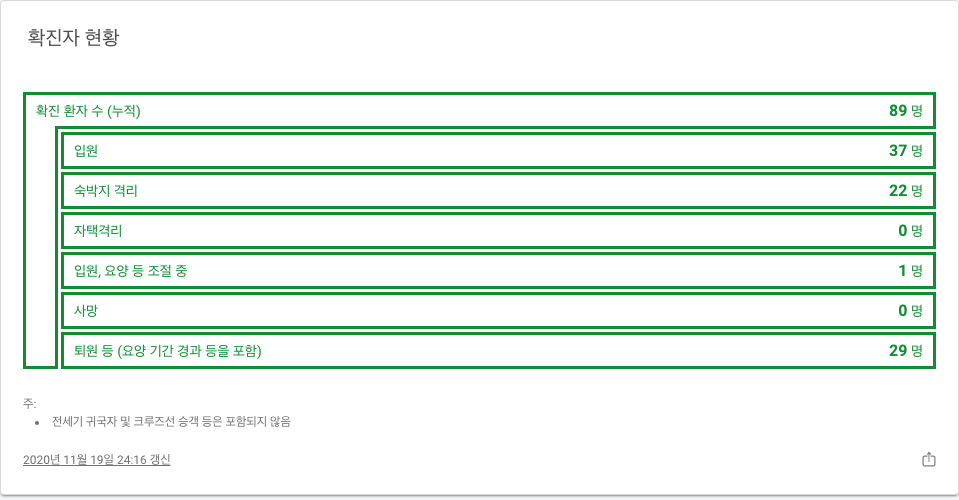 확진자 현황
확진 환자 수 (누적) 89 명
입원 37 명
숙박지 격리 22 명
자택격리 0 명
입원, 요양 등 조절 중 1 명
사망 0 명
퇴원 등 (요양 기간 경과 등을 포함) 29 명
주:
• 전세기 귀국자 및 크루즈선 승객 등은 포함되지 않음
2020년 11월 19일 24:16 갱신